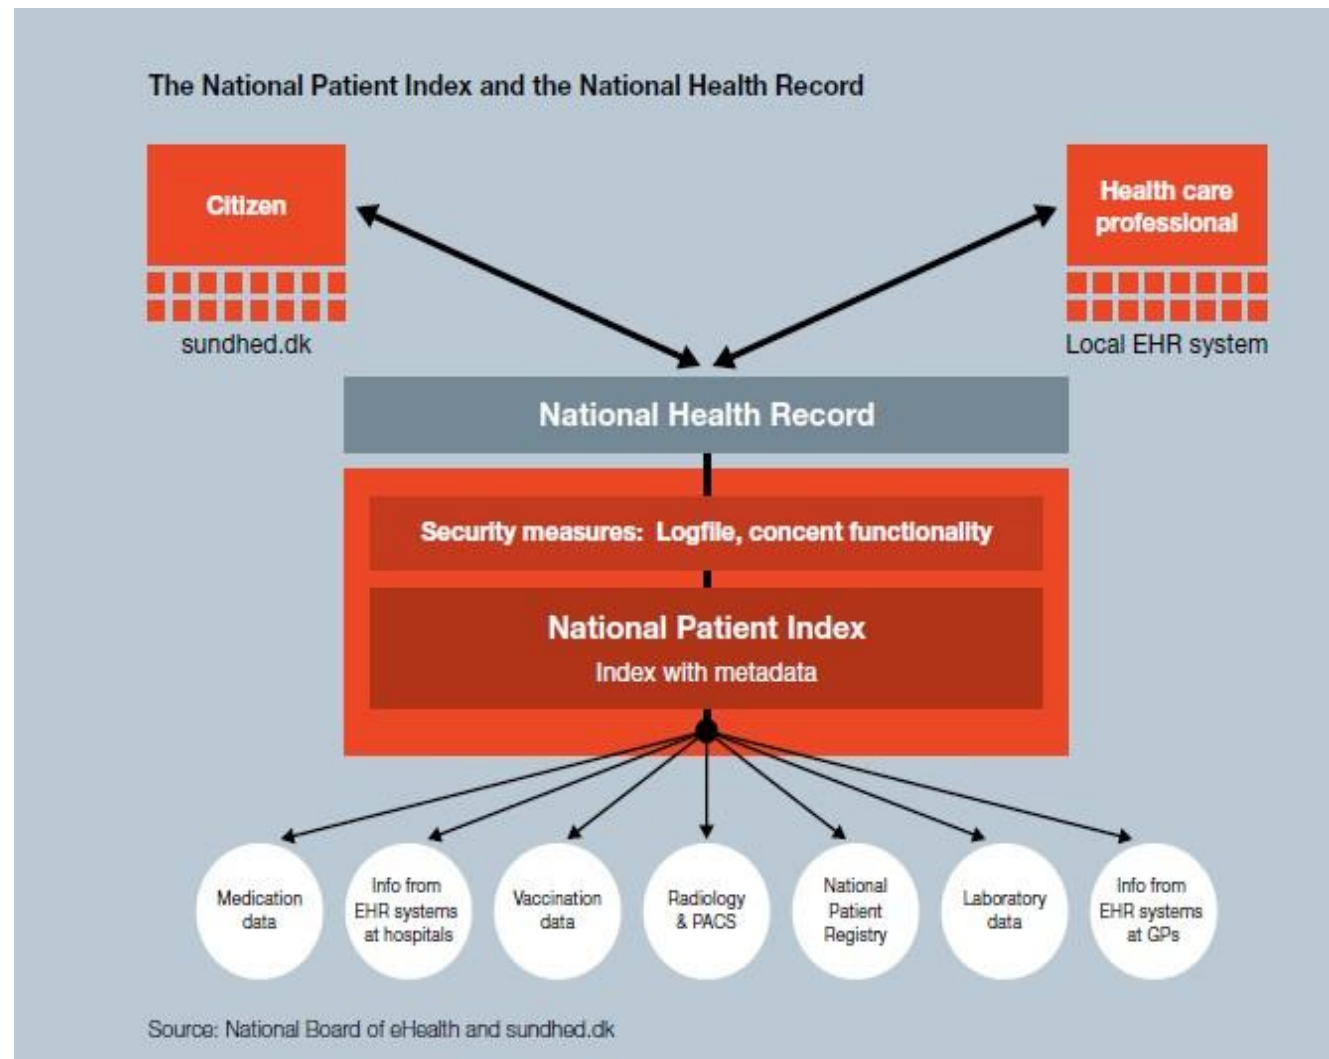 The National Patient Index and the National Health Record
Citizen
sundhed.dk
Health care
professional
Local EHR system
National Health Record
Security measures: Logfile, concent functionality
National Patient Index
Index with metadata
Medication
data
Info from
EHR systems
at hospitals
Vaccination
data
Radiology
& PACS
National
Patient
Registry
Laboratory
data
Info from
EHR systems
at GPs
Source: National Board of eHealth and sundhed.dk